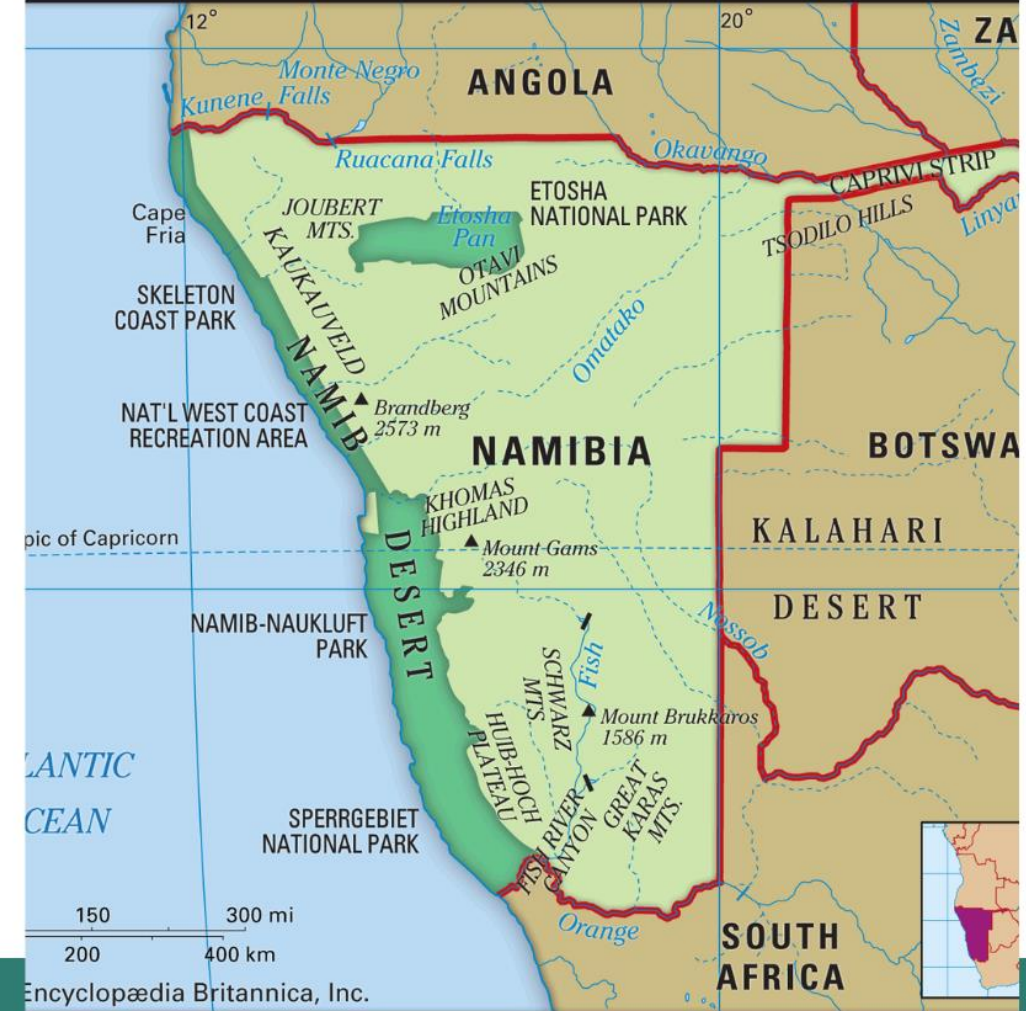 12°
20°
ZA
Zambezi
Monte Negro
Falls
ANGOLA
Kunene
Ruacana Falls
Okavango
CAPRIVI STRIP
ETOSHA
NATIONAL PARK
JOUBERT
MTS.
Etosha
Pan
Cape
Fria
TSODILO HILLS
Linya
KAUKAUVELD
OTAVI
MOUNTAINS
SKELETON
COAST PARK
Omatako
NAMIB
Brandberg
2573 m
NAT'L WEST COAST
RECREATION AREA
NAMIBIA
BOTSWA
KHOMAS
HIGHLAND
KALAHARI
pic of Capricorn
DESERT
Mount Gams
2346 m
DESERT
NAMIB-NAUKLUFT
PARK
Nossob
Fish
SCHWARZ
MTS.
Mount Brukkaros
1586 m
HUIB-HOCH
PLATEAU
LANTIC
CEAN
GREAT
KARAS
MTS.
SPERRGEBIET
NATIONAL PARK
FISH RIVER
CANYON
150 300 mi
200 400 km
Orange
SOUTH
AFRICA
Encyclopædia Britannica, Inc.